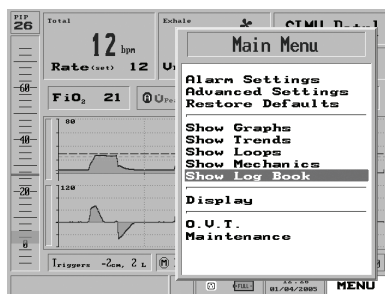 PIP
26
Total
Exhale
12 bpm
Rate(set) 12
FiO₂ 21
Main Menu
Alarm Settings
Advanced Settings
Restore Defaults
Show Graphs
Show Trends
Show Loops
Show Mechanics
Show Log Book
Display
O.V.T.
Maintenance
60
40
20
0
80
120
Triggers -2cm, 2 L
FULL
01/04/2005
MENU